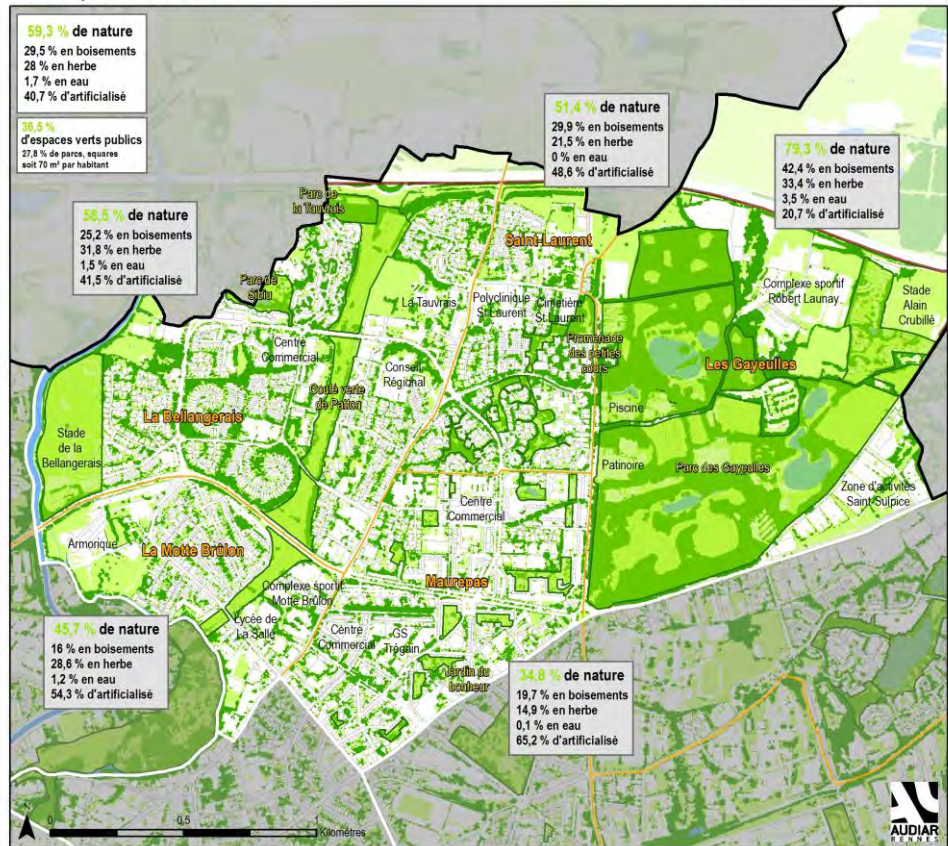 59,3 % de nature
29,5 % en boisements
28 % en herbe
1,7 % en eau
40,7 % d'artificialisé
36,5 %
d'espaces verts publics
27,8 % de parcs, squares
soit 70 m² par habitant
51,4 % de nature
29,9 % en boisements
21,5 % en herbe
0 % en eau
48,6 % d'artificialisé
79,3 % de nature
42,4 % en boisements
33,4 % en herbe
3,5 % en eau
20,7 % d'artificialisé
58,5 % de nature
25,2 % en boisements
31,8 % en herbe
1,5 % en eau
41,5 % d'artificialisé
Parc de
la Tauvrais
Saint-Laurent
Parc de
Sibiu
La Tauvrais
Polyclinique
St Laurent
Cimetière
St Laurent
Complexe sportif
Robert Launay
Stade
Alain
Crubillé
Centre
Commercial
Conseil
Régional
Promenade
des petites
cours
Les Gayeulles
La Bellangerais
Coulé verte
de Patton
Piscine
Stade
de la
Bellangerais
Patinoire
Parc des Gayeulles
Zone d'activités
Saint-Sulpice
Centre
Commercial
Armorique
La Motte Brûlon
Maurepas
Complexe sportif
Motte Brûlon
Lycée de
La Salle
Centre
Commercial
GS
Trégain
Jardin du
bonheur
45,7 % de nature
16 % en boisements
28,6 % en herbe
1,2 % en eau
54,3 % d'artificialisé
34,8 % de nature
19,7 % en boisements
14,9 % en herbe
0,1 % en eau
65,2 % d'artificialisé
0 0,5 1
Kilomètres
AUDIAR
RENNES